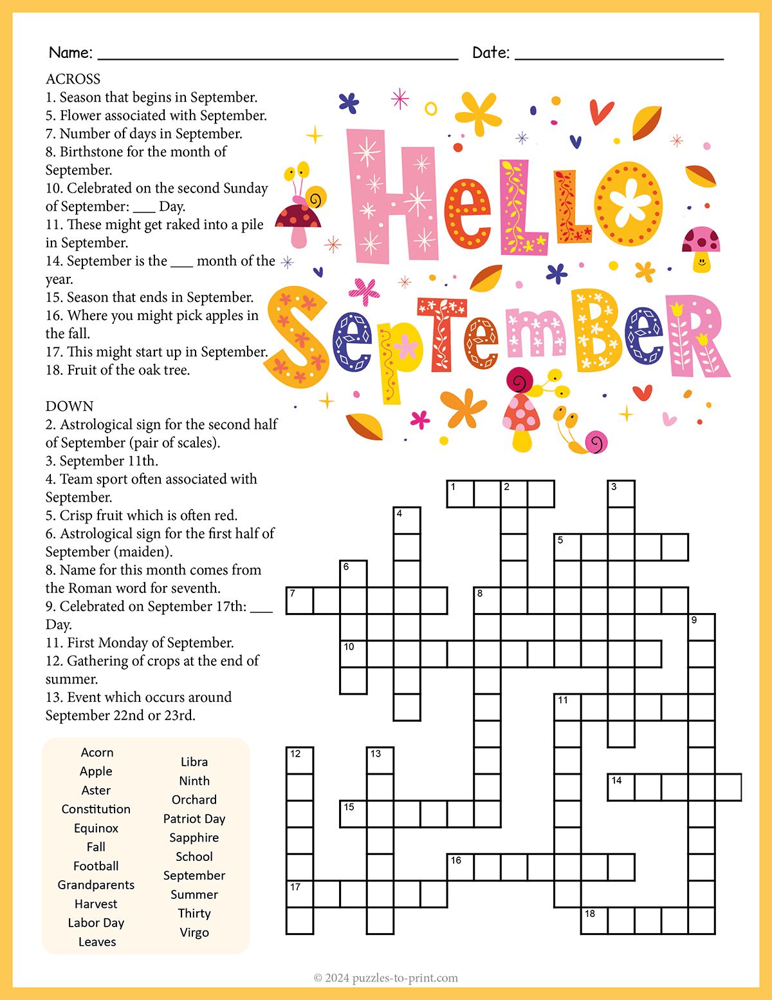 Name: Date:
ACROSS
1. Season that begins in September.
5. Flower associated with September.
7. Number of days in September.
8. Birthstone for the month of
September.
10. Celebrated on the second Sunday
of September: ___ Day.
11. These might get raked into a pile
in September.
14. September is the ___ month of the
year.
15. Season that ends in September.
16. Where you might pick apples in
the fall.
17. This might start up in September.
18. Fruit of the oak tree.
DOWN
2. Astrological sign for the second half
of September (pair of scales).
3. September 11th.
4. Team sport often associated with
September.
5. Crisp fruit which is often red.
6. Astrological sign for the first half of
September (maiden).
8. Name for this month comes from
the Roman word for seventh.
9. Celebrated on September 17th: ___
Day.
11. First Monday of September.
12. Gathering of crops at the end of
summer.
13. Event which occurs around
September 22nd or 23rd.
HeLLO
SepTemBeR
1 2 3
4
5
6
7 8
9
10
11
12 13
14
15
16
17
18
Acorn
Apple
Aster
Constitution
Equinox
Fall
Football
Grandparents
Harvest
Labor Day
Leaves
Libra
Ninth
Orchard
Patriot Day
Sapphire
School
September
Summer
Thirty
Virgo
© 2024 puzzles-to-print.com